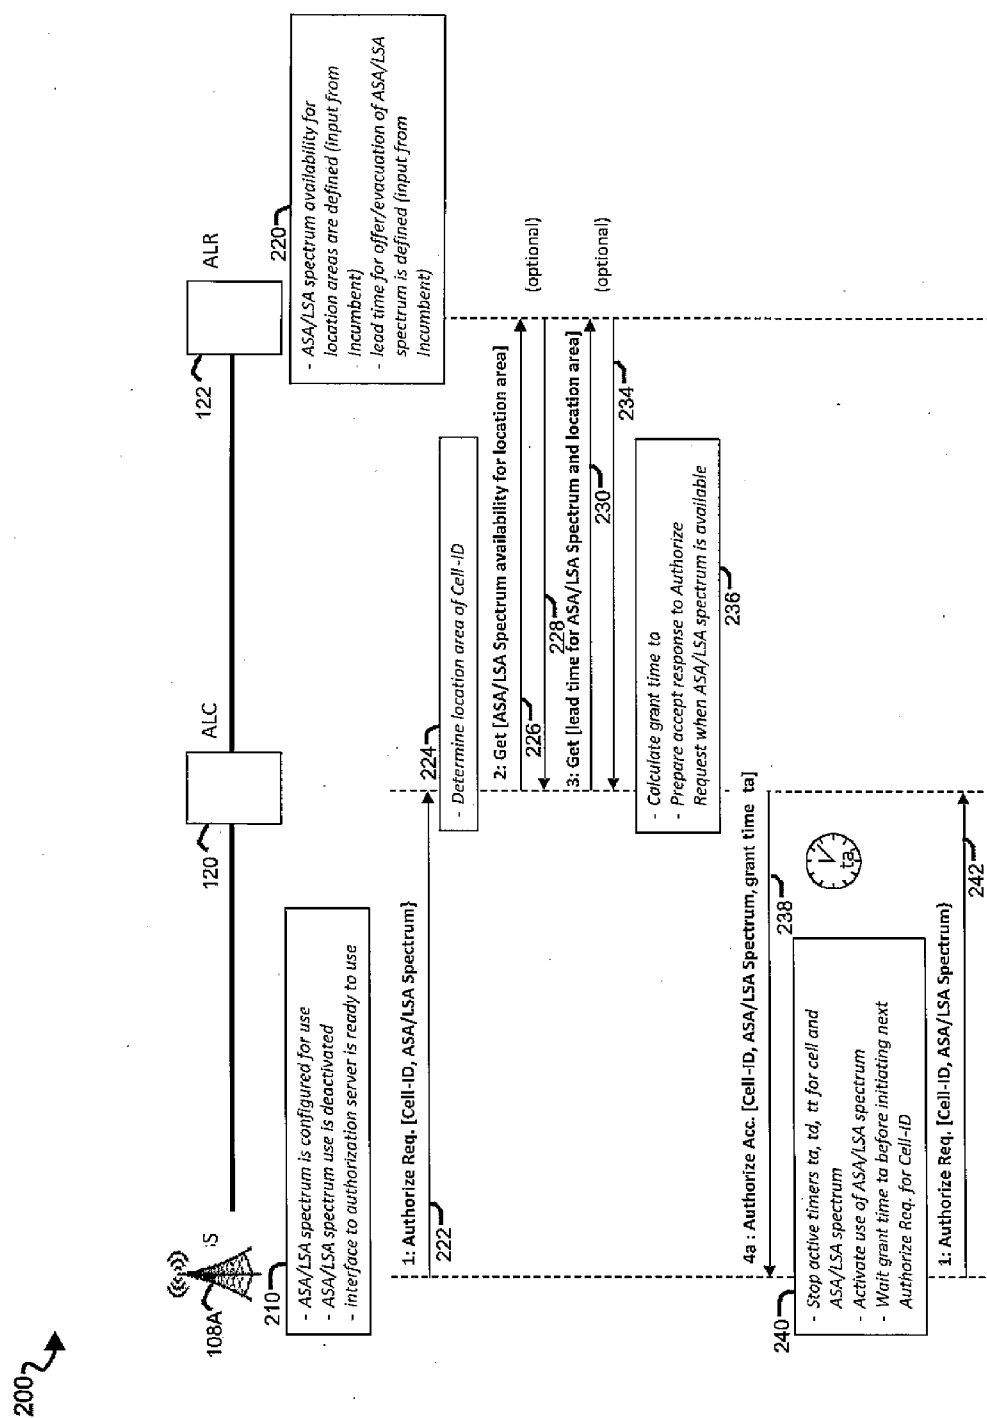 200
108A
iS
120
ALC
122
ALR
210
- ASA/LSA spectrum is configured for use
- ASA/LSA spectrum use is deactivated
- interface to authorization server is ready to use
220
- ASA/LSA spectrum availability for
location areas are defined (input from
Incumbent)
- lead time for offer/evacuation of ASA/LSA
spectrum is defined (input from
Incumbent)
1: Authorize Req. [Cell-ID, ASA/LSA Spectrum}
222
224
- Determine location area of Cell-ID
2: Get [ASA/LSA Spectrum availability for location area]
226
(optional)
228
3: Get [lead time for ASA/LSA Spectrum and location area]
230
(optional)
234
- Calculate grant time ta
- Prepare accept response to Authorize
Request when ASA/LSA spectrum is available
236
4a : Authorize Acc. [Cell-ID, ASA/LSA Spectrum, grant time ta]
238
ta
240
- Stop active timers ta, td, tt for cell and
ASA/LSA spectrum
- Activate use of ASA/LSA spectrum
- Wait grant time ta before initiating next
Authorize Req. for Cell-ID
1: Authorize Req. [Cell-ID, ASA/LSA Spectrum}
242